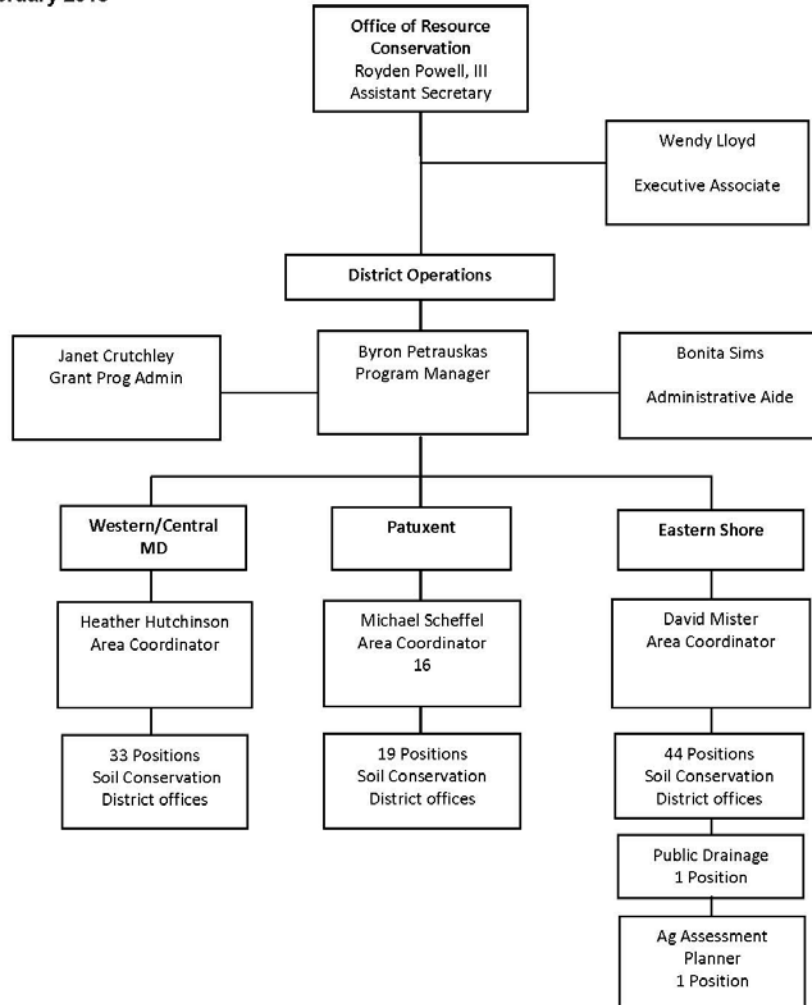 Office of Resource
Conservation
Royden Powell, III
Assistant Secretary
Wendy Lloyd
Executive Associate
District Operations
Janet Crutchley
Grant Prog Admin
Byron Petrauskas
Program Manager
Bonita Sims
Administrative Aide
Western/Central
MD
Patuxent
Eastern Shore
Heather Hutchinson
Area Coordinator
Michael Scheffel
Area Coordinator
16
David Mister
Area Coordinator
33 Positions
Soil Conservation
District offices
19 Positions
Soil Conservation
District offices
44 Positions
Soil Conservation
District offices
Public Drainage
1 Position
Ag Assessment
Planner
1 Position